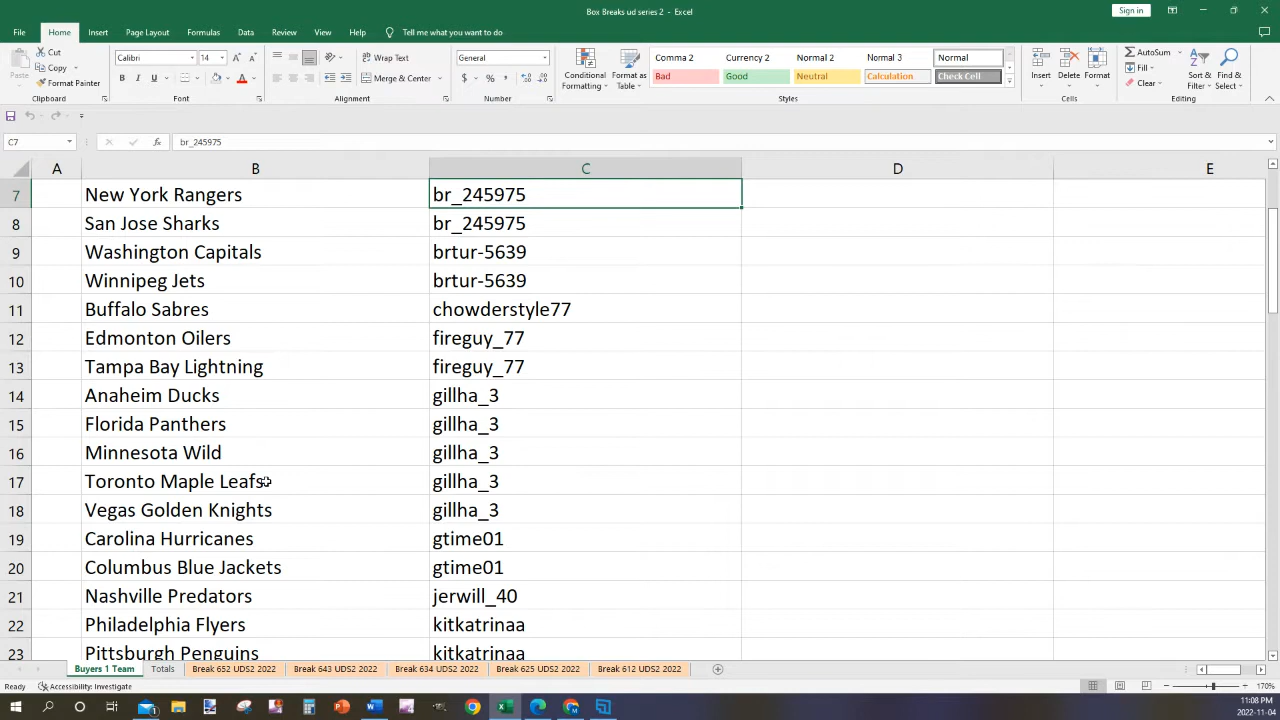 Box Breaks ud series 2 - Excel
Sign in
File Home Insert Page Layout Formulas Data Review View Help Tell me what you want to do
Paste Cut Copy Format Painter Clipboard
Calibri 14 B I U A A Font
Wrap Text Merge & Center Alignment
General $ % , Number
Conditional Formatting Format as Table
Comma 2 Currency 2 Normal 2 Normal 3 Normal
Bad Good Neutral Calculation Check Cell
Styles
Insert Delete Format Cells
AutoSum Fill Clear Sort & Filter Find & Select Editing
C7 fx br_245975
A B C D E
7 New York Rangers br_245975
8 San Jose Sharks br_245975
9 Washington Capitals brtur-5639
10 Winnipeg Jets brtur-5639
11 Buffalo Sabres chowderstyle77
12 Edmonton Oilers fireguy_77
13 Tampa Bay Lightning fireguy_77
14 Anaheim Ducks gillha_3
15 Florida Panthers gillha_3
16 Minnesota Wild gillha_3
17 Toronto Maple Leafs gillha_3
18 Vegas Golden Knights gillha_3
19 Carolina Hurricanes gtime01
20 Columbus Blue Jackets gtime01
21 Nashville Predators jerwill_40
22 Philadelphia Flyers kitkatrinaa
23 Pittsburgh Penguins kitkatrinaa
Buyers 1 Team Totals Break 652 UDS2 2022 Break 643 UDS2 2022 Break 634 UDS2 2022 Break 625 UDS2 2022 Break 612 UDS2 2022
Ready Accessibility: Investigate 170%
11:08 PM
2022-11-04